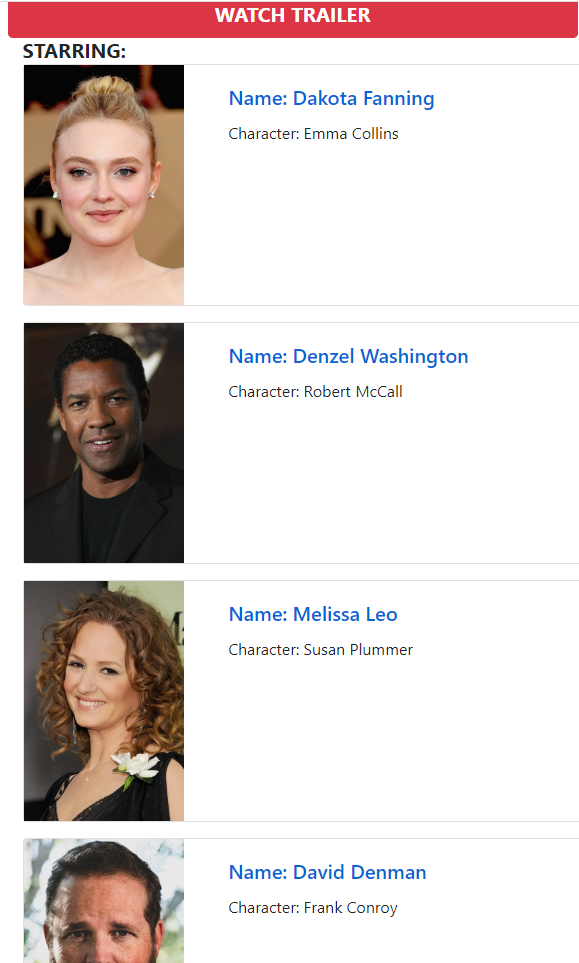 WATCH TRAILER
STARRING:
Name: Dakota Fanning
Character: Emma Collins
Name: Denzel Washington
Character: Robert McCall
Name: Melissa Leo
Character: Susan Plummer
Name: David Denman
Character: Frank Conroy